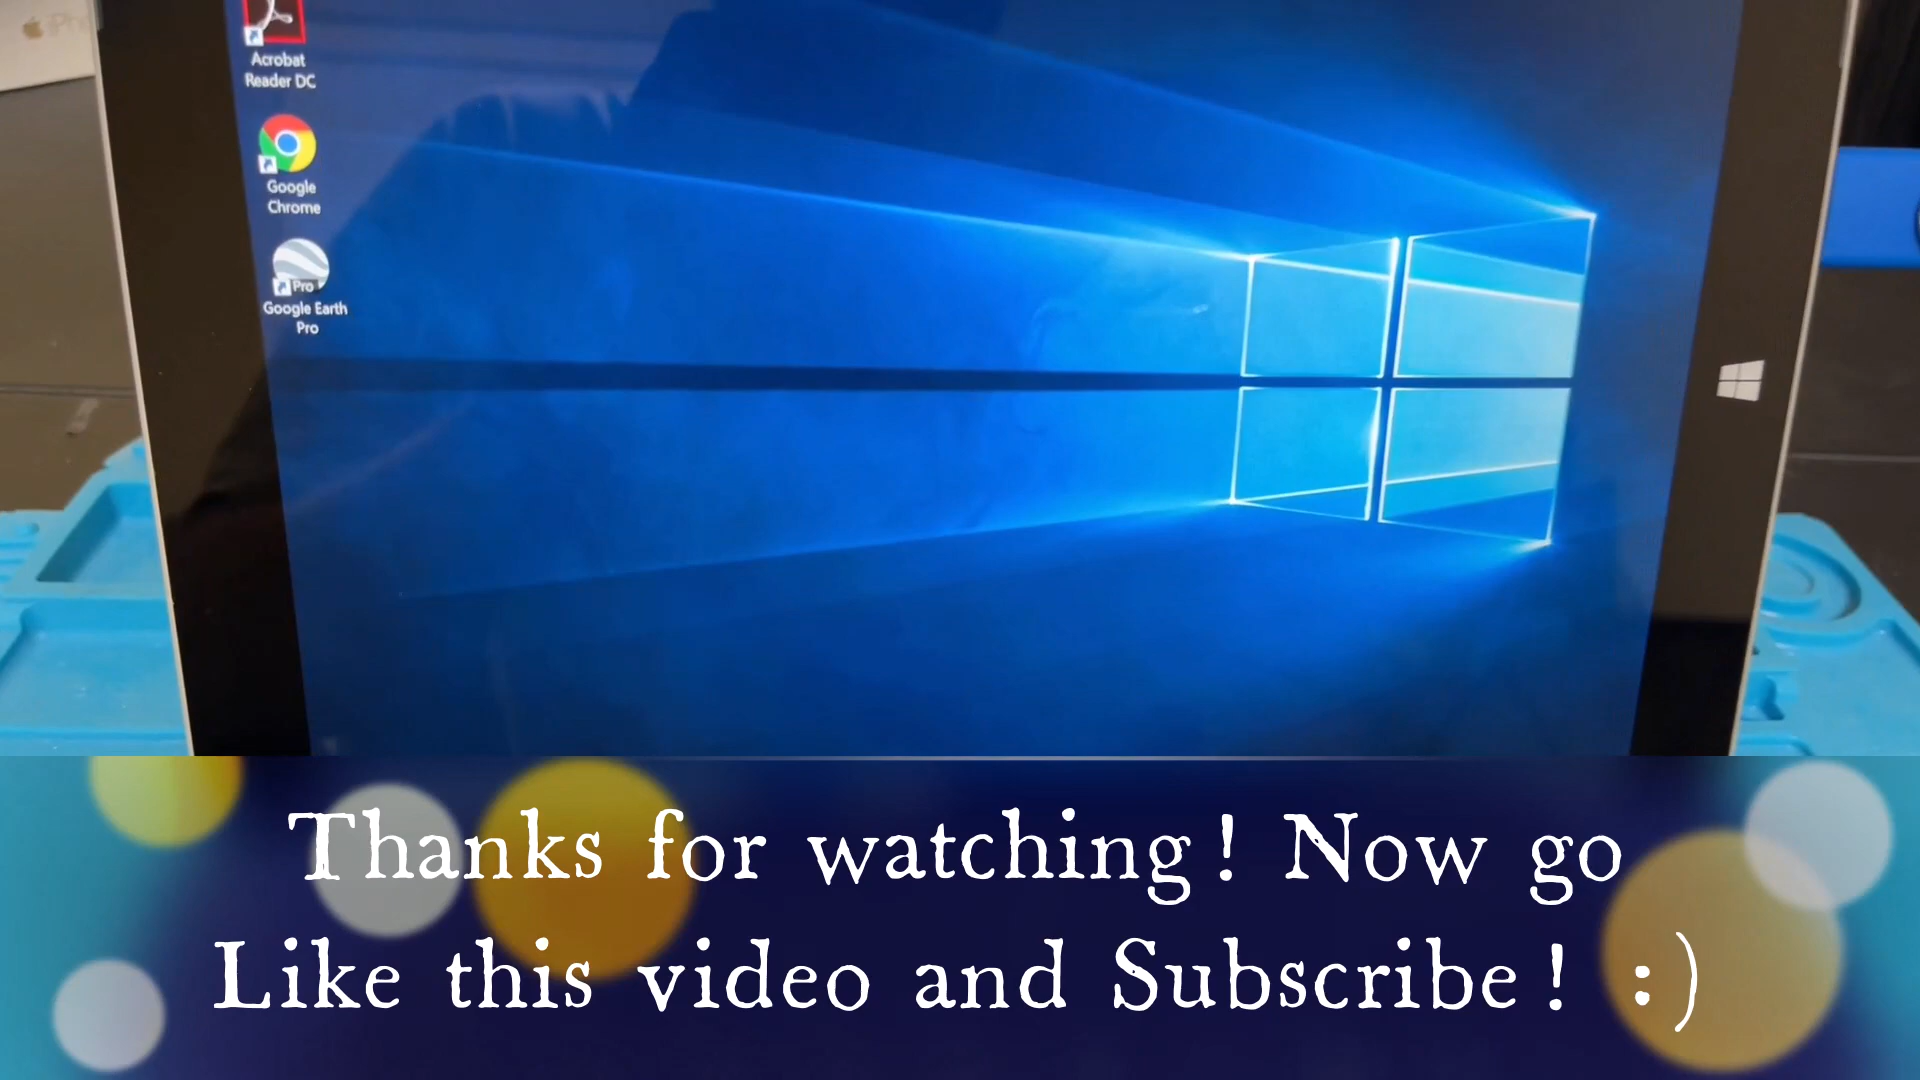 Acrobat
Reader DC
Google
Chrome
Pro
Google Earth
Pro
Thanks for watching! Now go
Like this video and Subscribe! :)